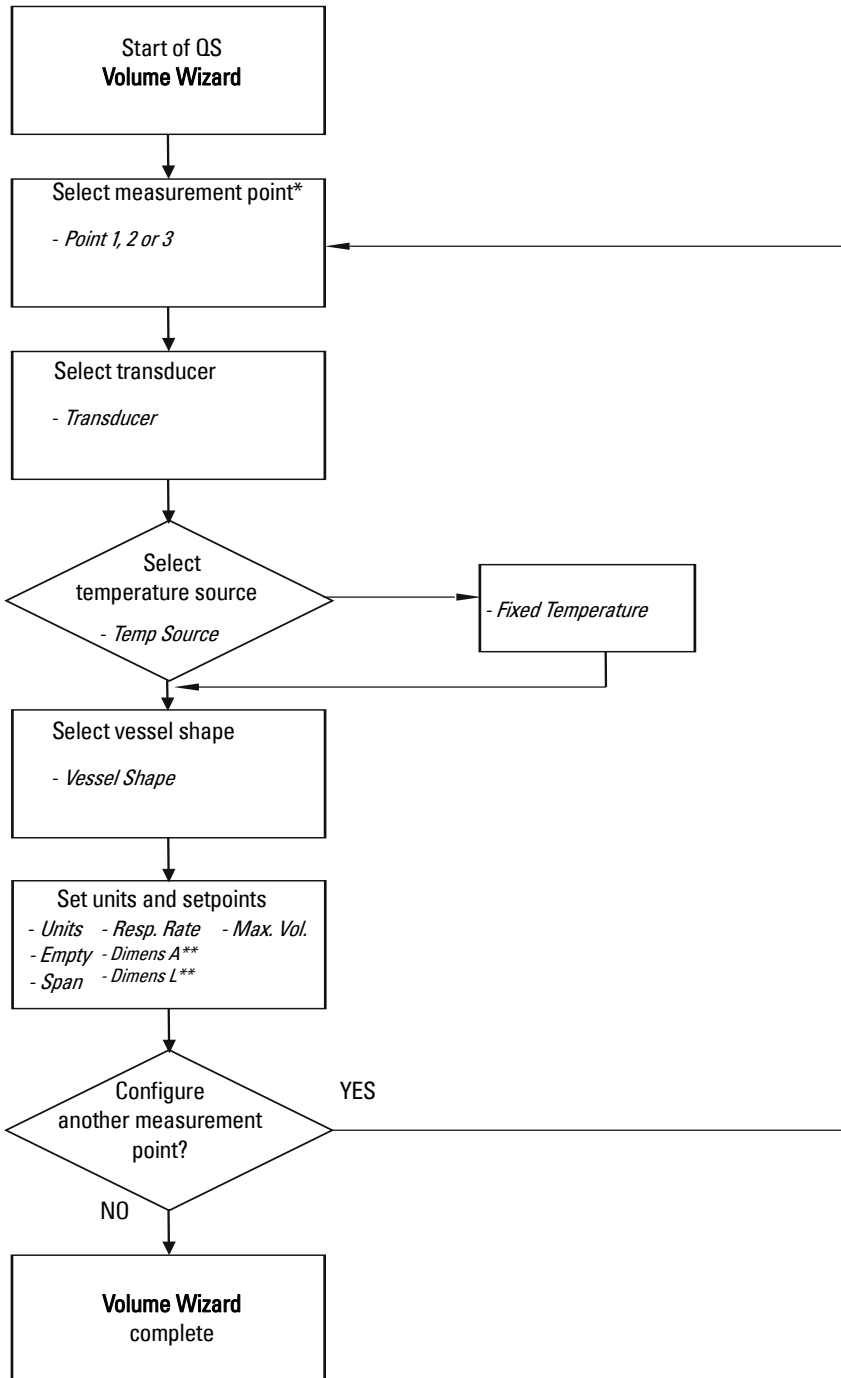 Start of QS
Volume Wizard
Select measurement point*
- Point 1, 2 or 3
Select transducer
- Transducer
Select
temperature source
- Temp Source
- Fixed Temperature
Select vessel shape
- Vessel Shape
Set units and setpoints
- Units - Resp. Rate - Max. Vol.
- Empty - Dimens A**
- Span - Dimens L**
Configure
another measurement
point?
YES
NO
Volume Wizard
complete